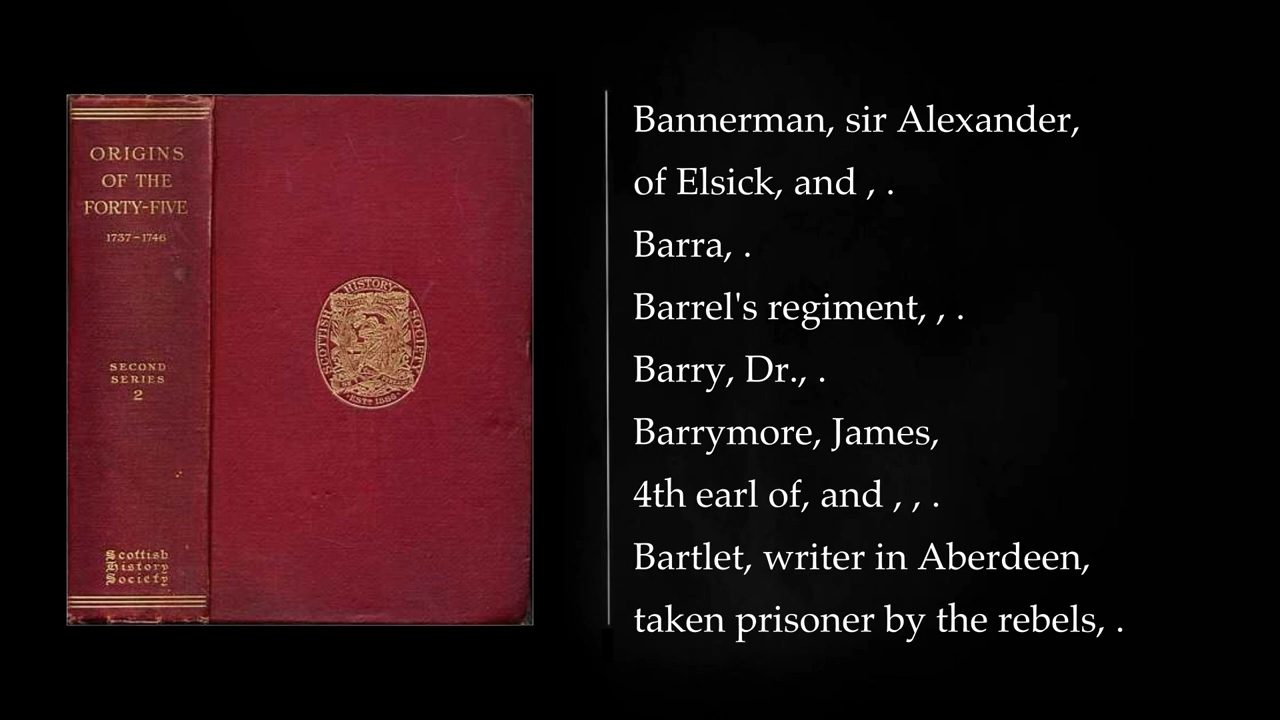 ORIGINS
OF THE
FORTY-FIVE
1737-1746
SECOND
SERIES
2
Scottish
History
Society
SCOTTISH HISTORY SOCIETY
ESTD 1886
Bannerman, sir Alexander,
of Elsick, and , .
Barra, .
Barrel's regiment, , .
Barry, Dr., .
Barrymore, James,
4th earl of, and , , .
Bartlet, writer in Aberdeen,
taken prisoner by the rebels, .